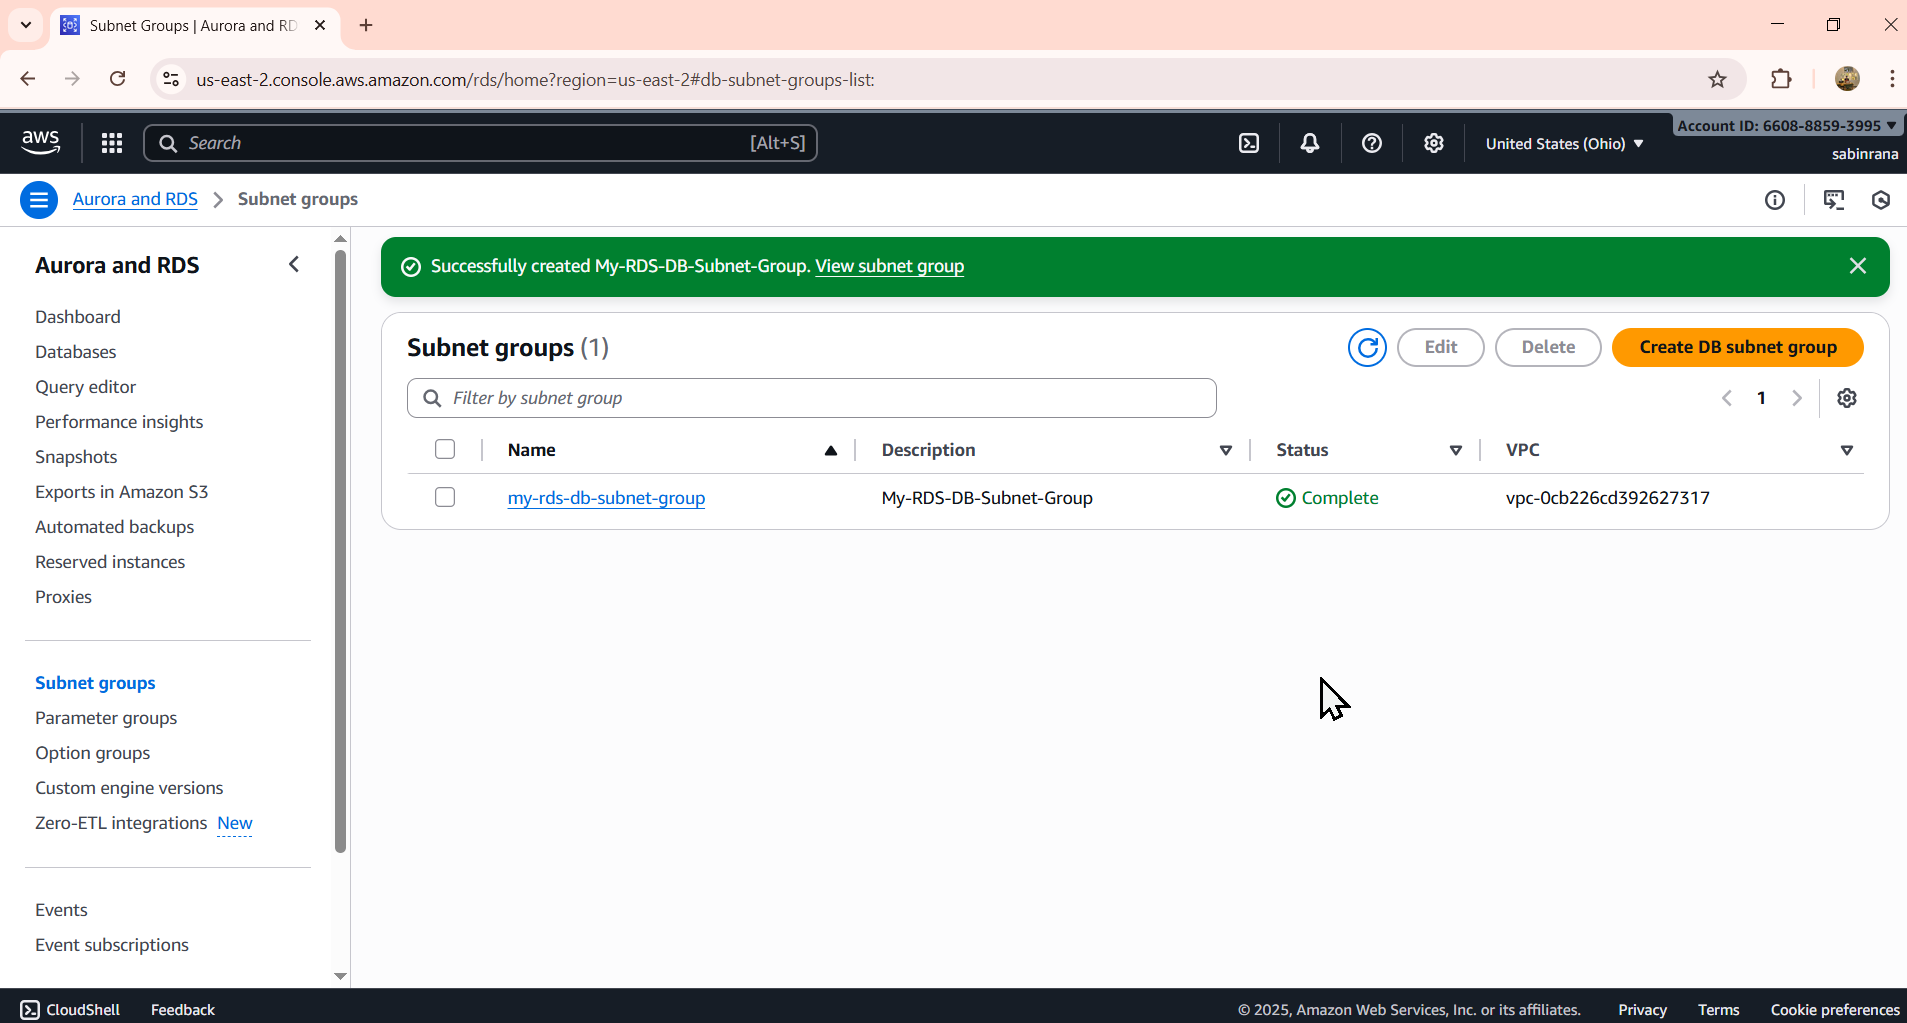 Subnet Groups | Aurora and RD
us-east-2.console.aws.amazon.com/rds/home?region=us-east-2#db-subnet-groups-list:
aws
Search [Alt+S]
United States (Ohio)
Account ID: 6608-8859-3995
sabinrana
Aurora and RDS > Subnet groups
Aurora and RDS
Dashboard
Databases
Query editor
Performance insights
Snapshots
Exports in Amazon S3
Automated backups
Reserved instances
Proxies
Subnet groups
Parameter groups
Option groups
Custom engine versions
Zero-ETL integrations New
Events
Event subscriptions
Successfully created My-RDS-DB-Subnet-Group. View subnet group
Subnet groups (1)
Edit
Delete
Create DB subnet group
Filter by subnet group
1
Name Description Status VPC
my-rds-db-subnet-group My-RDS-DB-Subnet-Group Complete vpc-0cb226cd392627317
CloudShell Feedback © 2025, Amazon Web Services, Inc. or its affiliates. Privacy Terms Cookie preferences